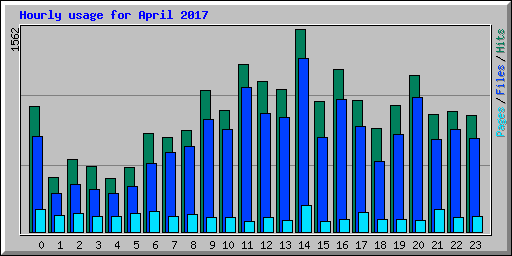 Hourly usage for April 2017
1562
Pages / Files / Hits
0 1 2 3 4 5 6 7 8 9 10 11 12 13 14 15 16 17 18 19 20 21 22 23